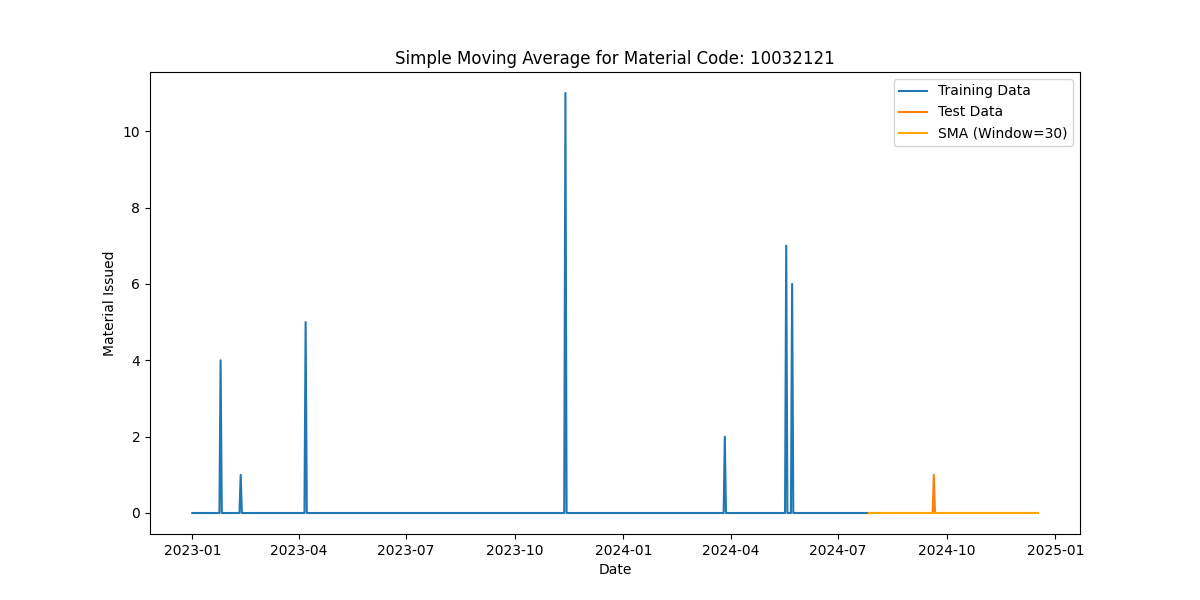 Simple Moving Average for Material Code: 10032121
Training Data
Test Data
SMA (Window=30)
Material Issued
10
8
6
4
2
0
2023-01 2023-04 2023-07 2023-10 2024-01 2024-04 2024-07 2024-10 2025-01
Date